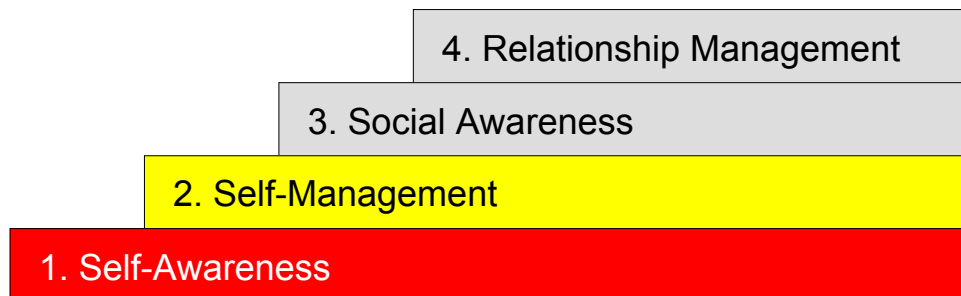 4. Relationship Management
3. Social Awareness
2. Self-Management
1. Self-Awareness